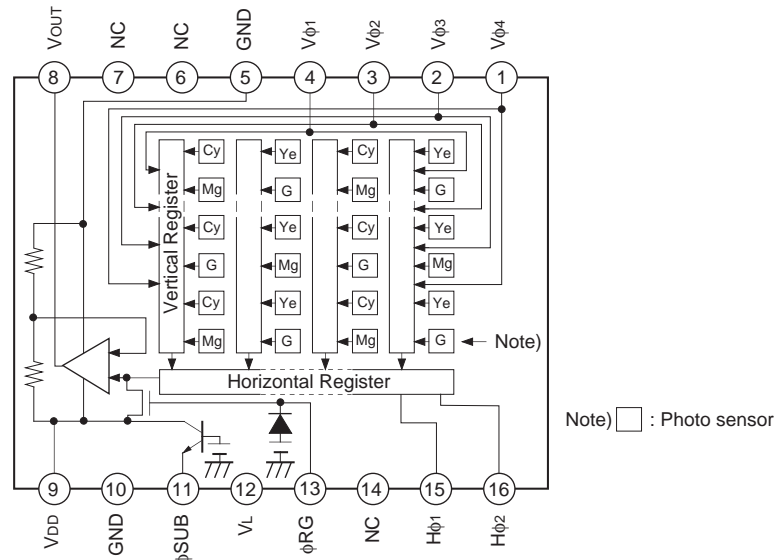 VOUT NC NC GND Vϕ1 Vϕ2 Vϕ3 Vϕ4
8 7 6 5 4 3 2 1
Vertical Register
Cy Ye Cy Ye
Mg G Mg G
Cy Ye Cy Ye
G Mg G Mg
Cy Ye Cy Ye
Mg G Mg G
Note)
Horizontal Register
Note) : Photo sensor
9 10 11 12 13 14 15 16
VDD GND ϕSUB VL ϕRG NC Hϕ1 Hϕ2